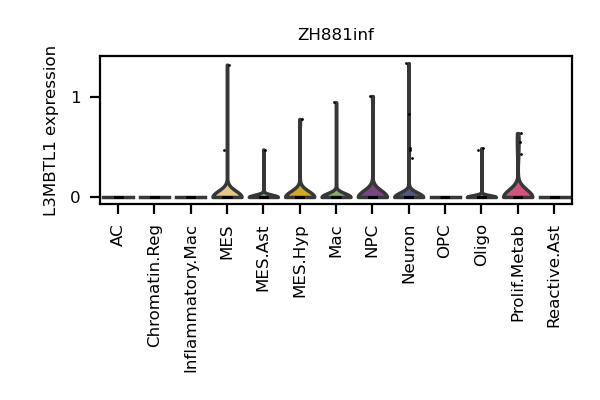 ZH881inf
L3MBTL1 expression
1
0
AC
Chromatin.Reg
Inflammatory.Mac
MES
MES.Ast
MES.Hyp
Mac
NPC
Neuron
OPC
Oligo
Prolif.Metab
Reactive.Ast